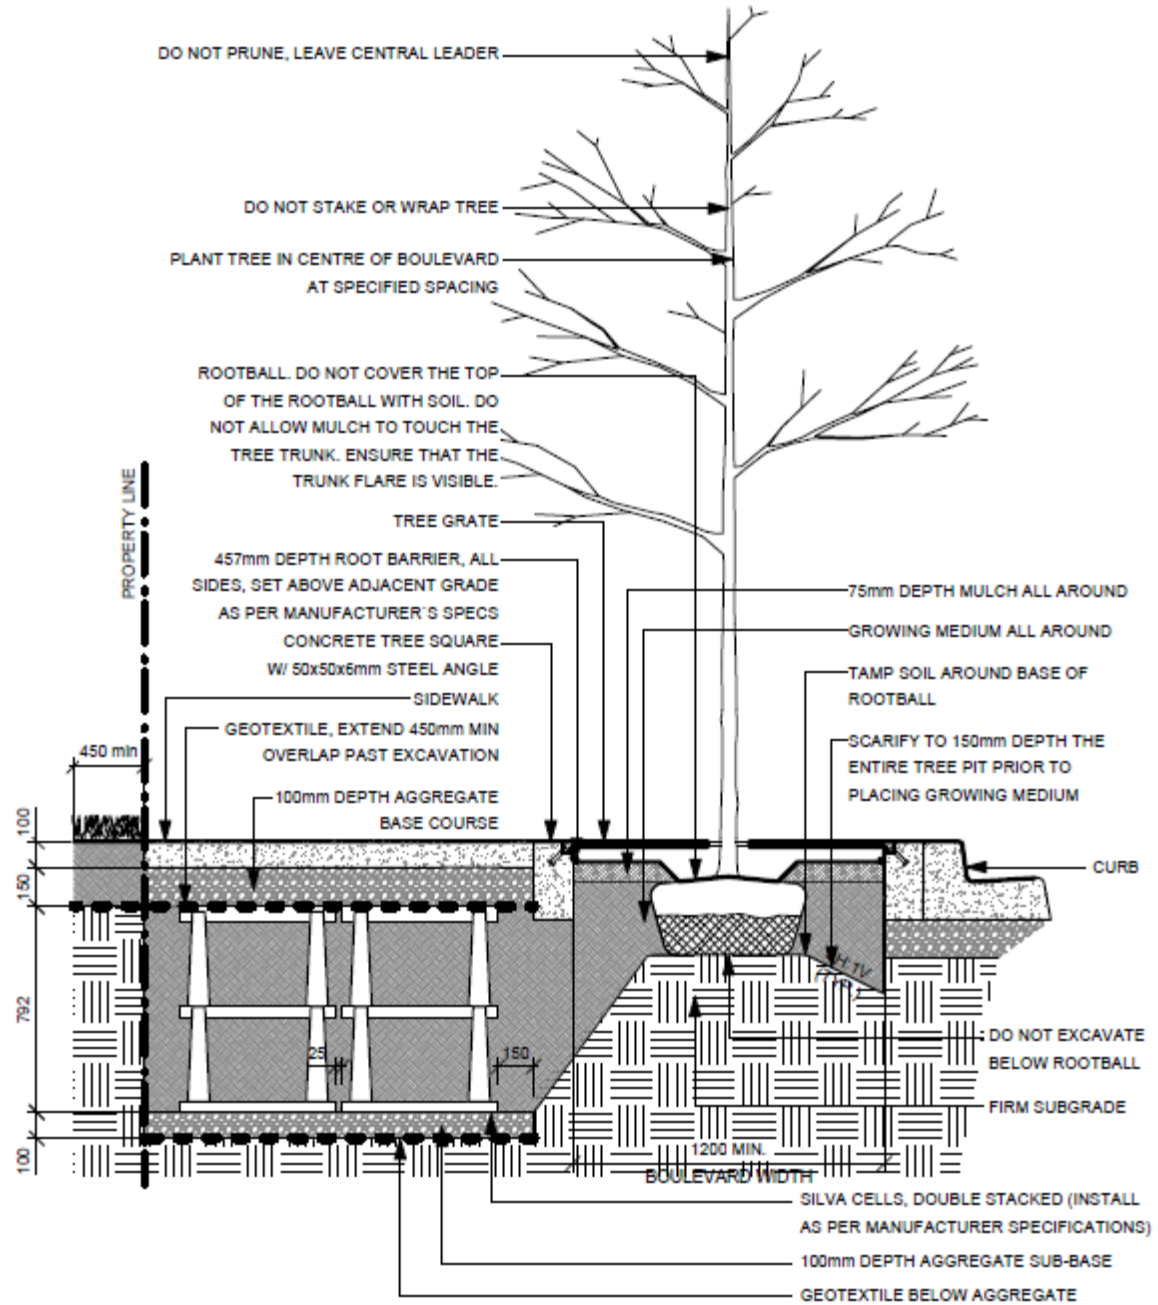 DO NOT PRUNE, LEAVE CENTRAL LEADER
DO NOT STAKE OR WRAP TREE
PLANT TREE IN CENTRE OF BOULEVARD
AT SPECIFIED SPACING
ROOTBALL. DO NOT COVER THE TOP
OF THE ROOTBALL WITH SOIL. DO
NOT ALLOW MULCH TO TOUCH THE
TREE TRUNK. ENSURE THAT THE
TRUNK FLARE IS VISIBLE.
TREE GRATE
457mm DEPTH ROOT BARRIER, ALL
SIDES, SET ABOVE ADJACENT GRADE
AS PER MANUFACTURER`S SPECS
CONCRETE TREE SQUARE
W/ 50x50x6mm STEEL ANGLE
SIDEWALK
GEOTEXTILE, EXTEND 450mm MIN
OVERLAP PAST EXCAVATION
100mm DEPTH AGGREGATE
BASE COURSE
PROPERTY LINE
450 min
100
150
792
100
25
150
75mm DEPTH MULCH ALL AROUND
GROWING MEDIUM ALL AROUND
TAMP SOIL AROUND BASE OF
ROOTBALL
SCARIFY TO 150mm DEPTH THE
ENTIRE TREE PIT PRIOR TO
PLACING GROWING MEDIUM
CURB
(TYP.)
DO NOT EXCAVATE
BELOW ROOTBALL
FIRM SUBGRADE
1200 MIN.
BOULEVARD WIDTH
SILVA CELLS, DOUBLE STACKED (INSTALL
AS PER MANUFACTURER SPECIFICATIONS)
100mm DEPTH AGGREGATE SUB-BASE
GEOTEXTILE BELOW AGGREGATE